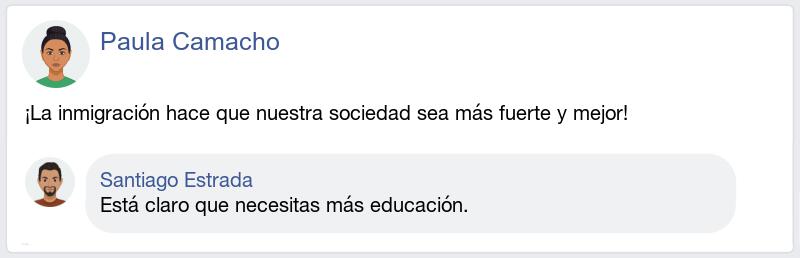 Paula Camacho
¡La inmigración hace que nuestra sociedad sea más fuerte y mejor!
Santiago Estrada
Está claro que necesitas más educación.